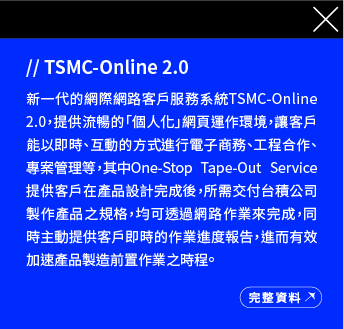 // TSMC-Online 2.0
新一代的網際網路客戶服務系統TSMC-Online
2.0，提供流暢的「個人化」網頁運作環境，讓客戶
能以即時、互動的方式進行電子商務、工程合作、
專案管理等，其中One-Stop Tape-Out Service
提供客戶在產品設計完成後，所需交付台積公司
製作產品之規格，均可透過網路作業來完成，同
時主動提供客戶即時的作業進度報告，進而有效
加速產品製造前置作業之時程。
完整資料